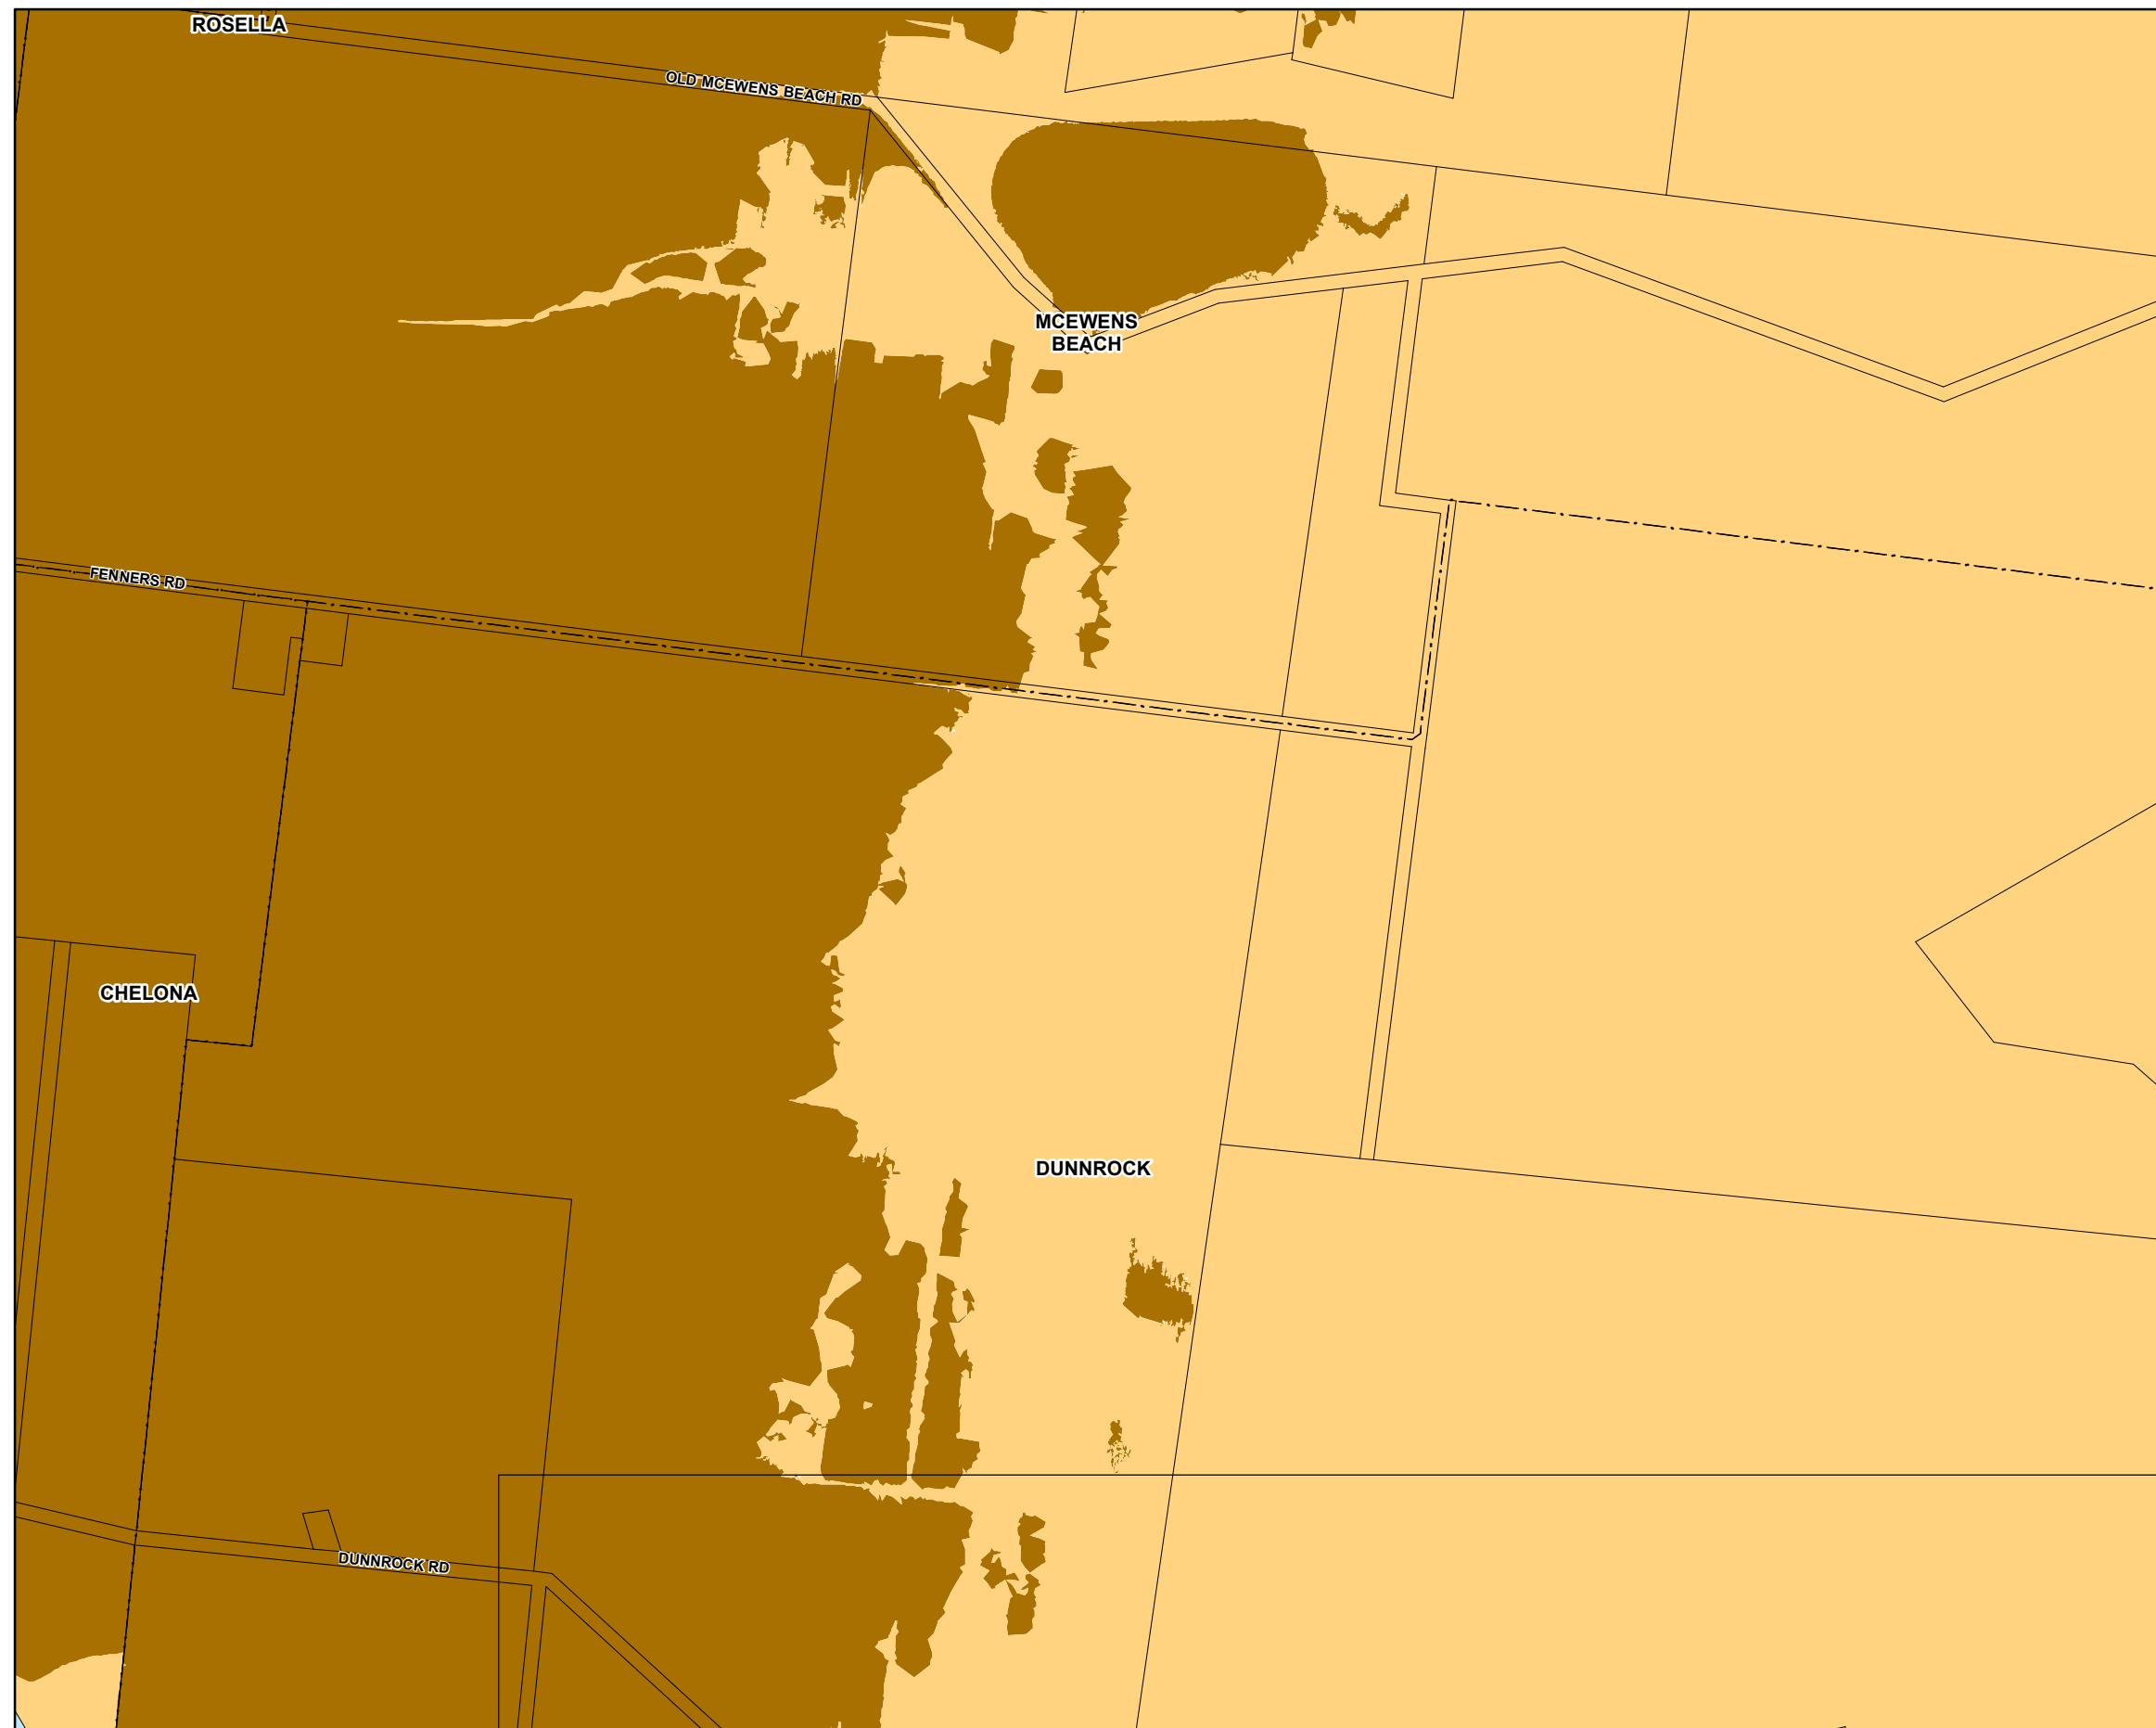 ROSELLA
OLD MCEWENS BEACH RD
MCEWENS
BEACH
FENNERS RD
CHELONA
DUNNROCK
DUNNROCK RD